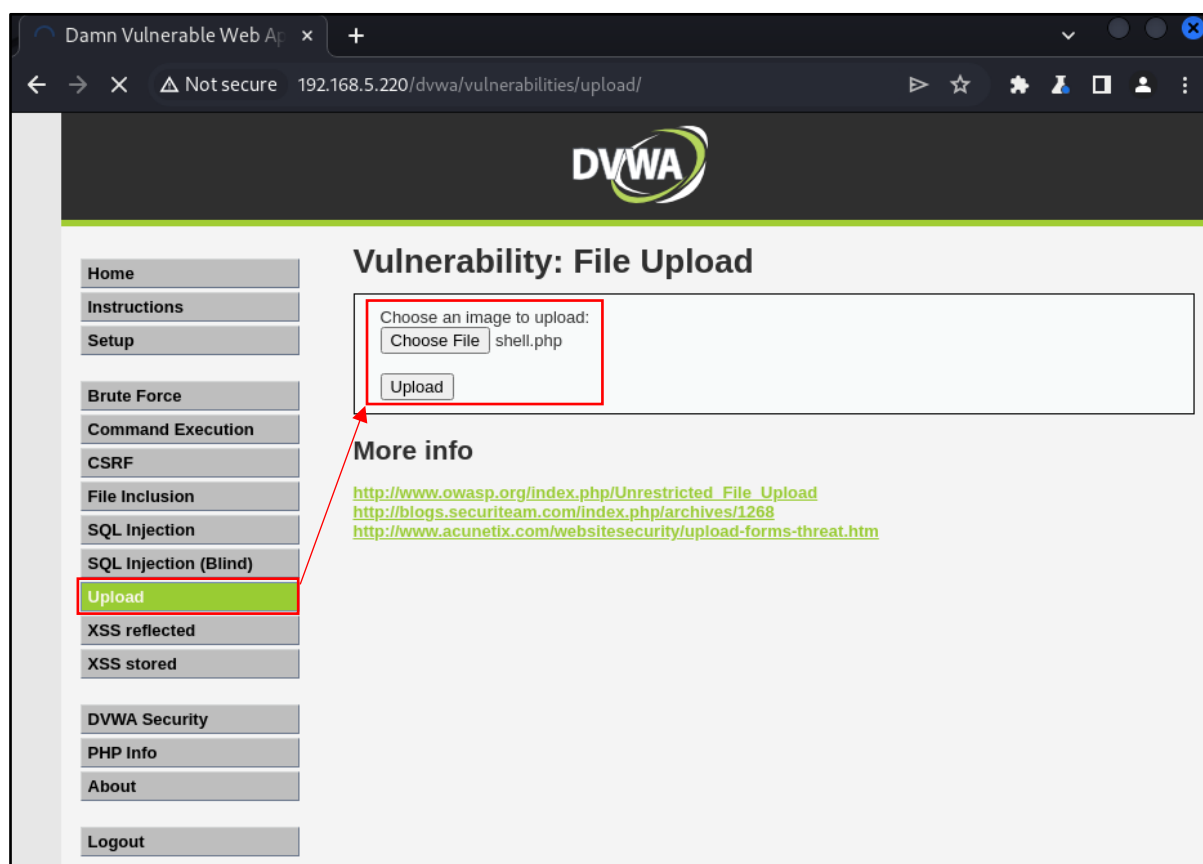 Damn Vulnerable Web Ap
Not secure 192.168.5.220/dvwa/vulnerabilities/upload/
DVWA
Home
Instructions
Setup
Brute Force
Command Execution
CSRF
File Inclusion
SQL Injection
SQL Injection (Blind)
Upload
XSS reflected
XSS stored
DVWA Security
PHP Info
About
Logout
Vulnerability: File Upload
Choose an image to upload:
Choose File shell.php
Upload
More info
http://www.owasp.org/index.php/Unrestricted_File_Upload
http://blogs.securiteam.com/index.php/archives/1268
http://www.acunetix.com/websitesecurity/upload-forms-threat.htm